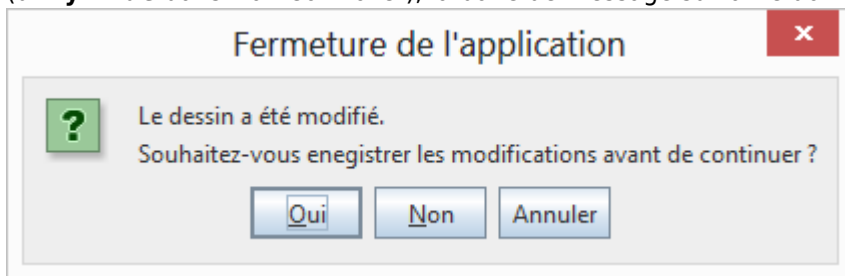 Fermeture de l'application
x
?
Le dessin a été modifié.
Souhaitez-vous enegistrer les modifications avant de continuer ?
Oui Non Annuler